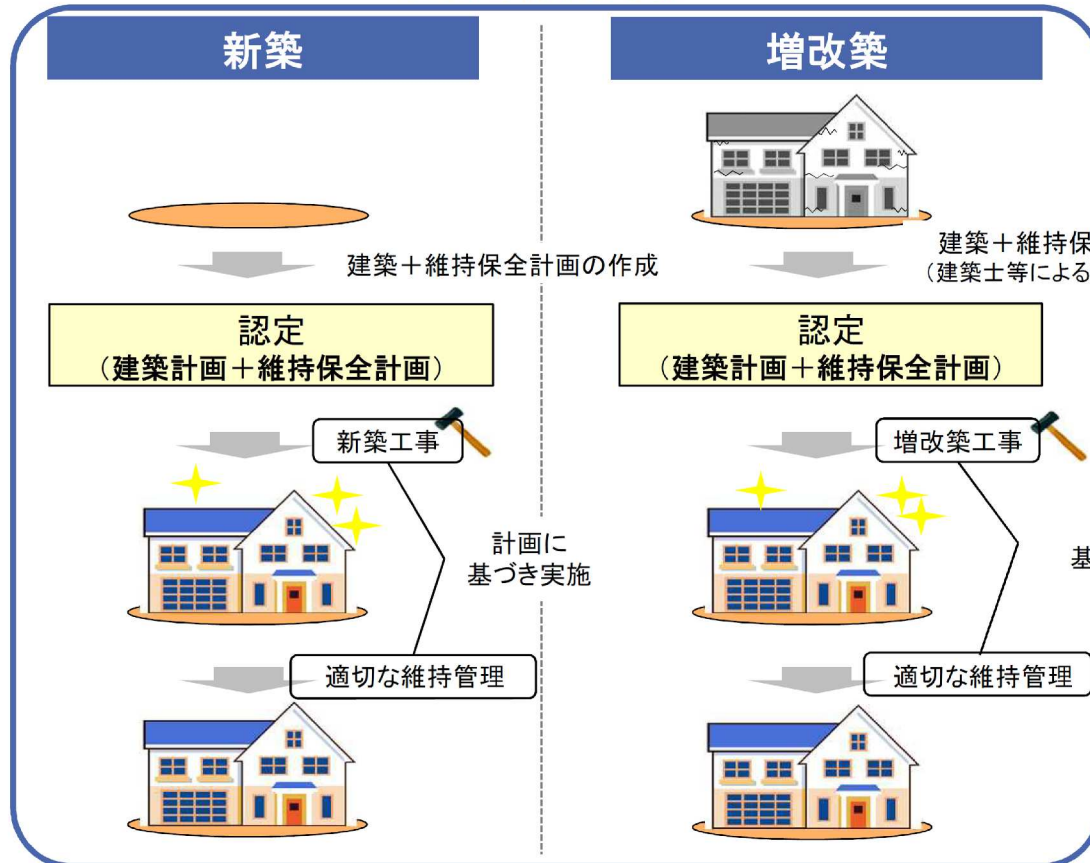 新築
建築＋維持保全計画の作成
認定
（建築計画＋維持保全計画）
新築工事
計画に
基づき実施
適切な維持管理
増改築
建築＋維持保
（建築士等による
認定
（建築計画＋維持保全計画）
増改築工事
基
適切な維持管理